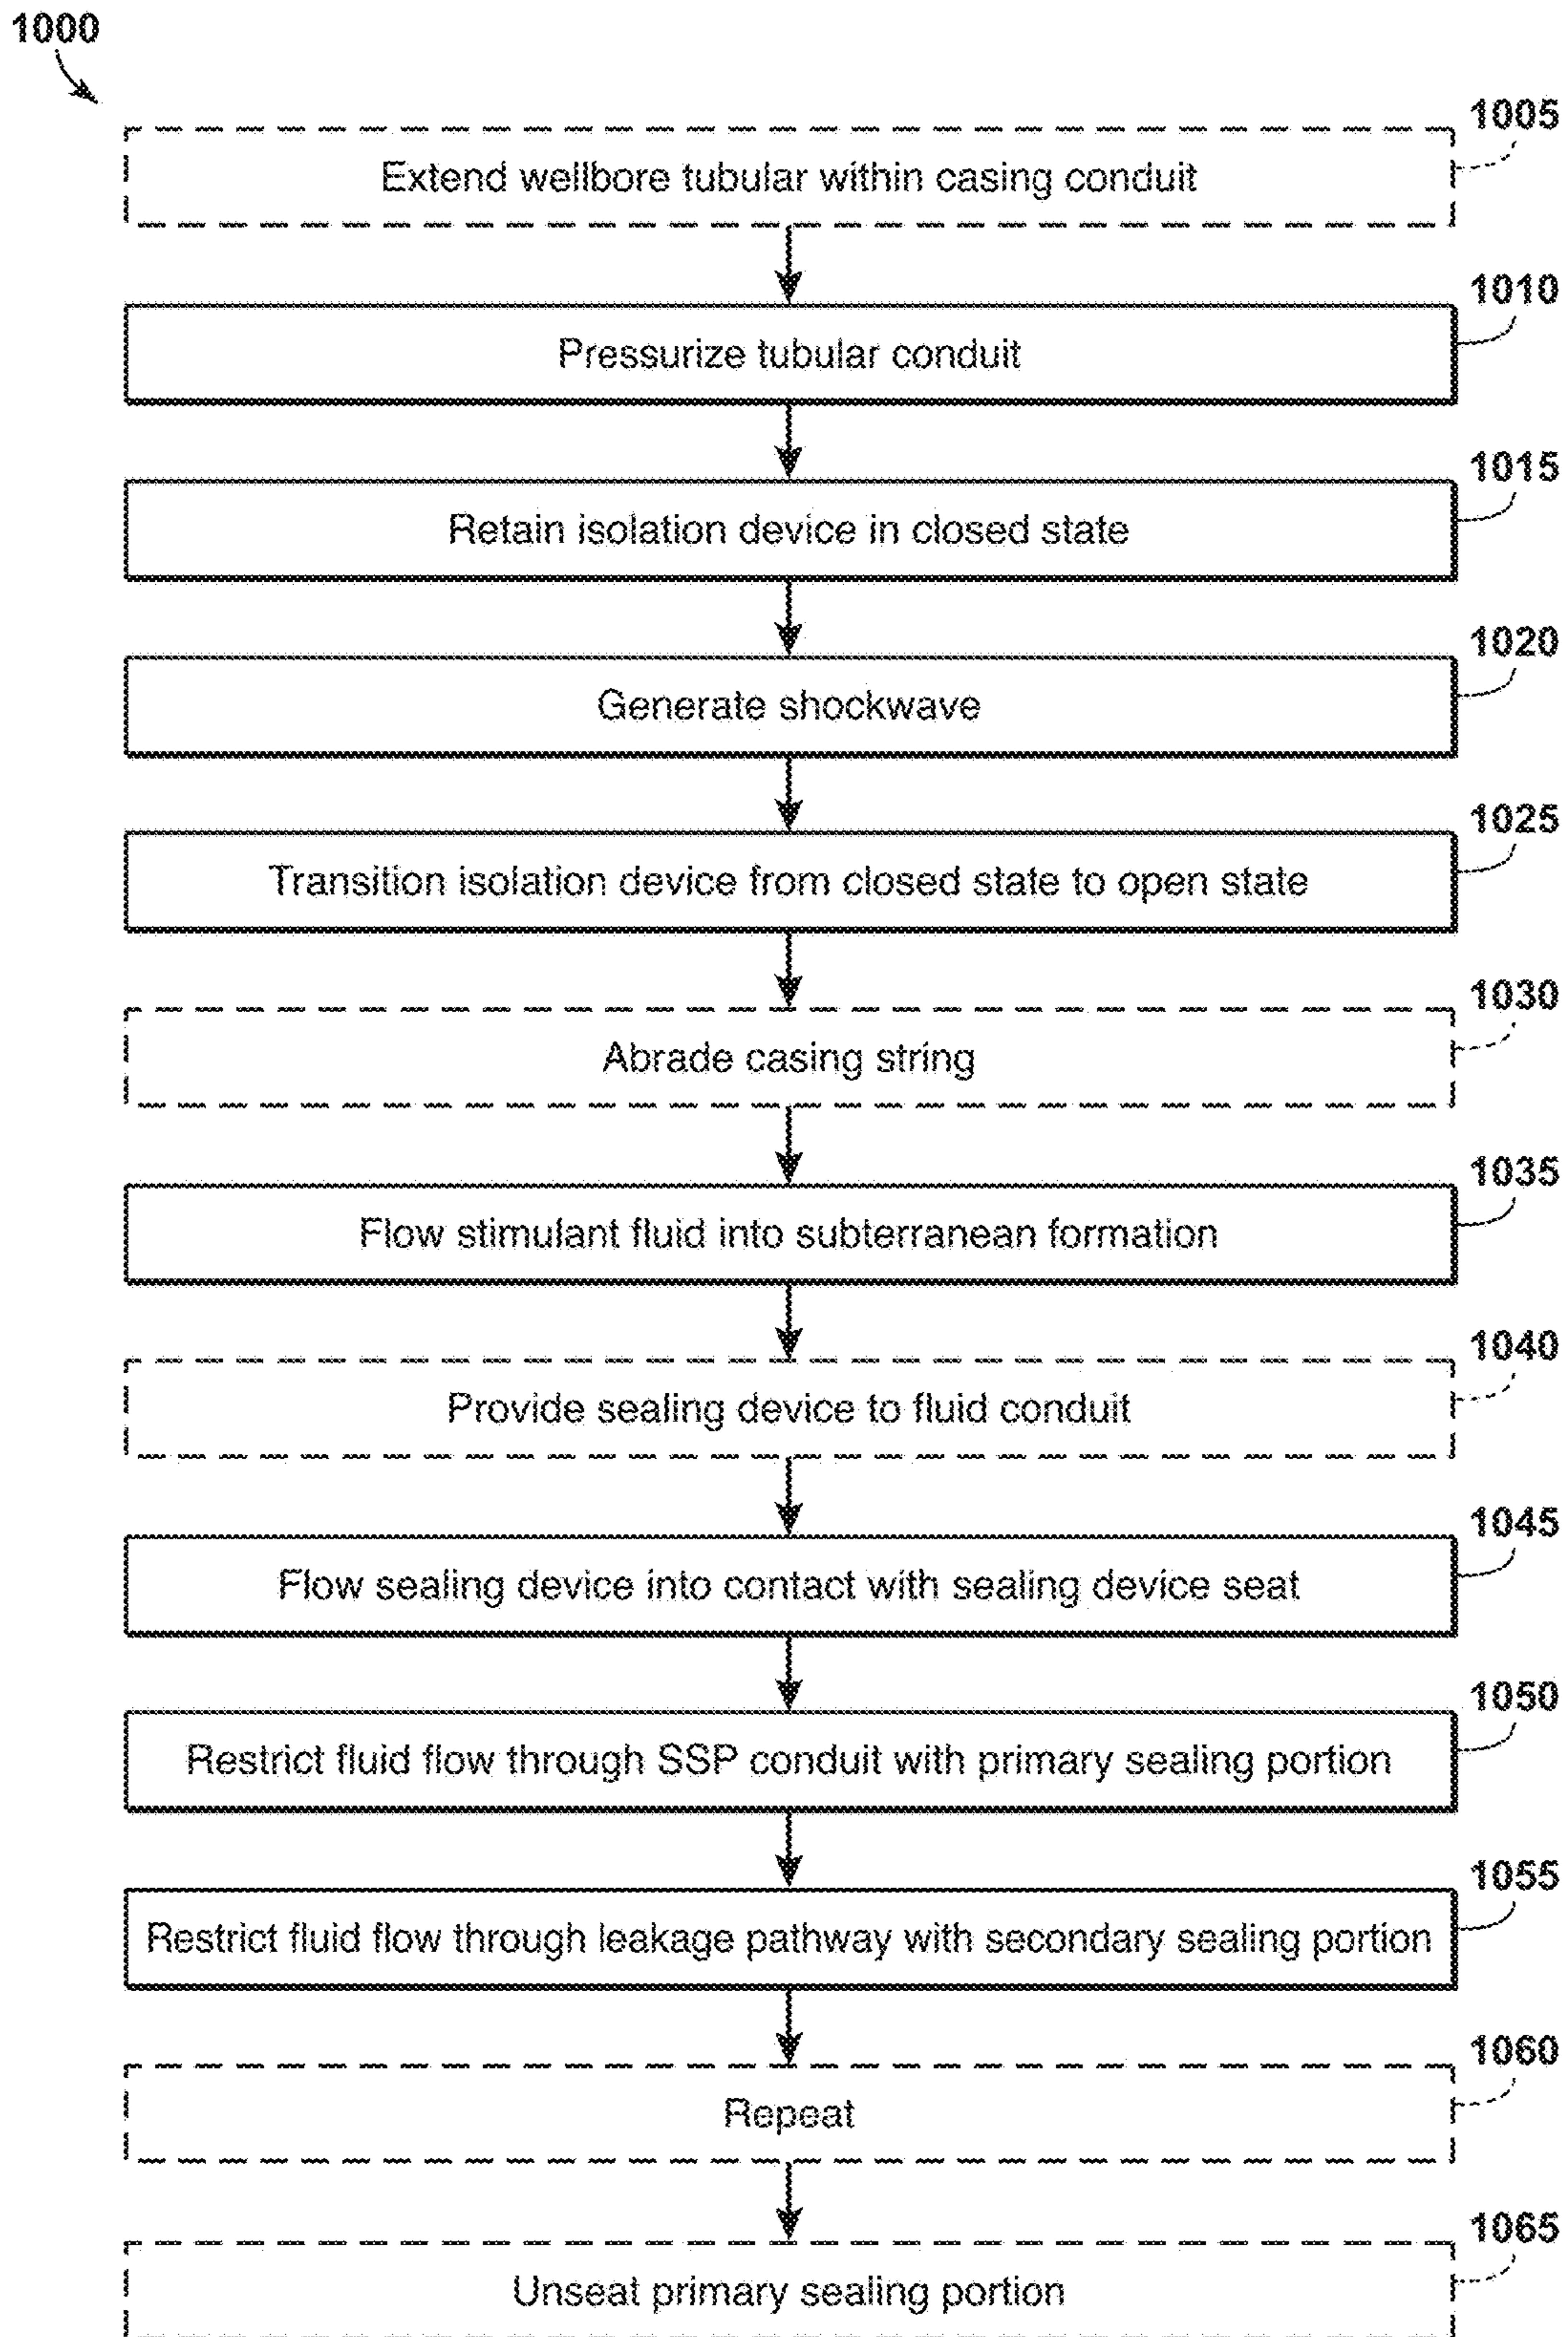 1000
1005
Extend wellbore tubular within casing conduit
1010
Pressurize tubular conduit
1015
Retain isolation device in closed state
1020
Generate shockwave
1025
Transition isolation device from closed state to open state
1030
Abrade casing string
1035
Flow stimulant fluid into subterranean formation
1040
Provide sealing device to fluid conduit
1045
Flow sealing device into contact with sealing device seat
1050
Restrict fluid flow through SSP conduit with primary sealing portion
1055
Restrict fluid flow through leakage pathway with secondary sealing portion
1060
Repeat
1065
Unseat primary sealing portion